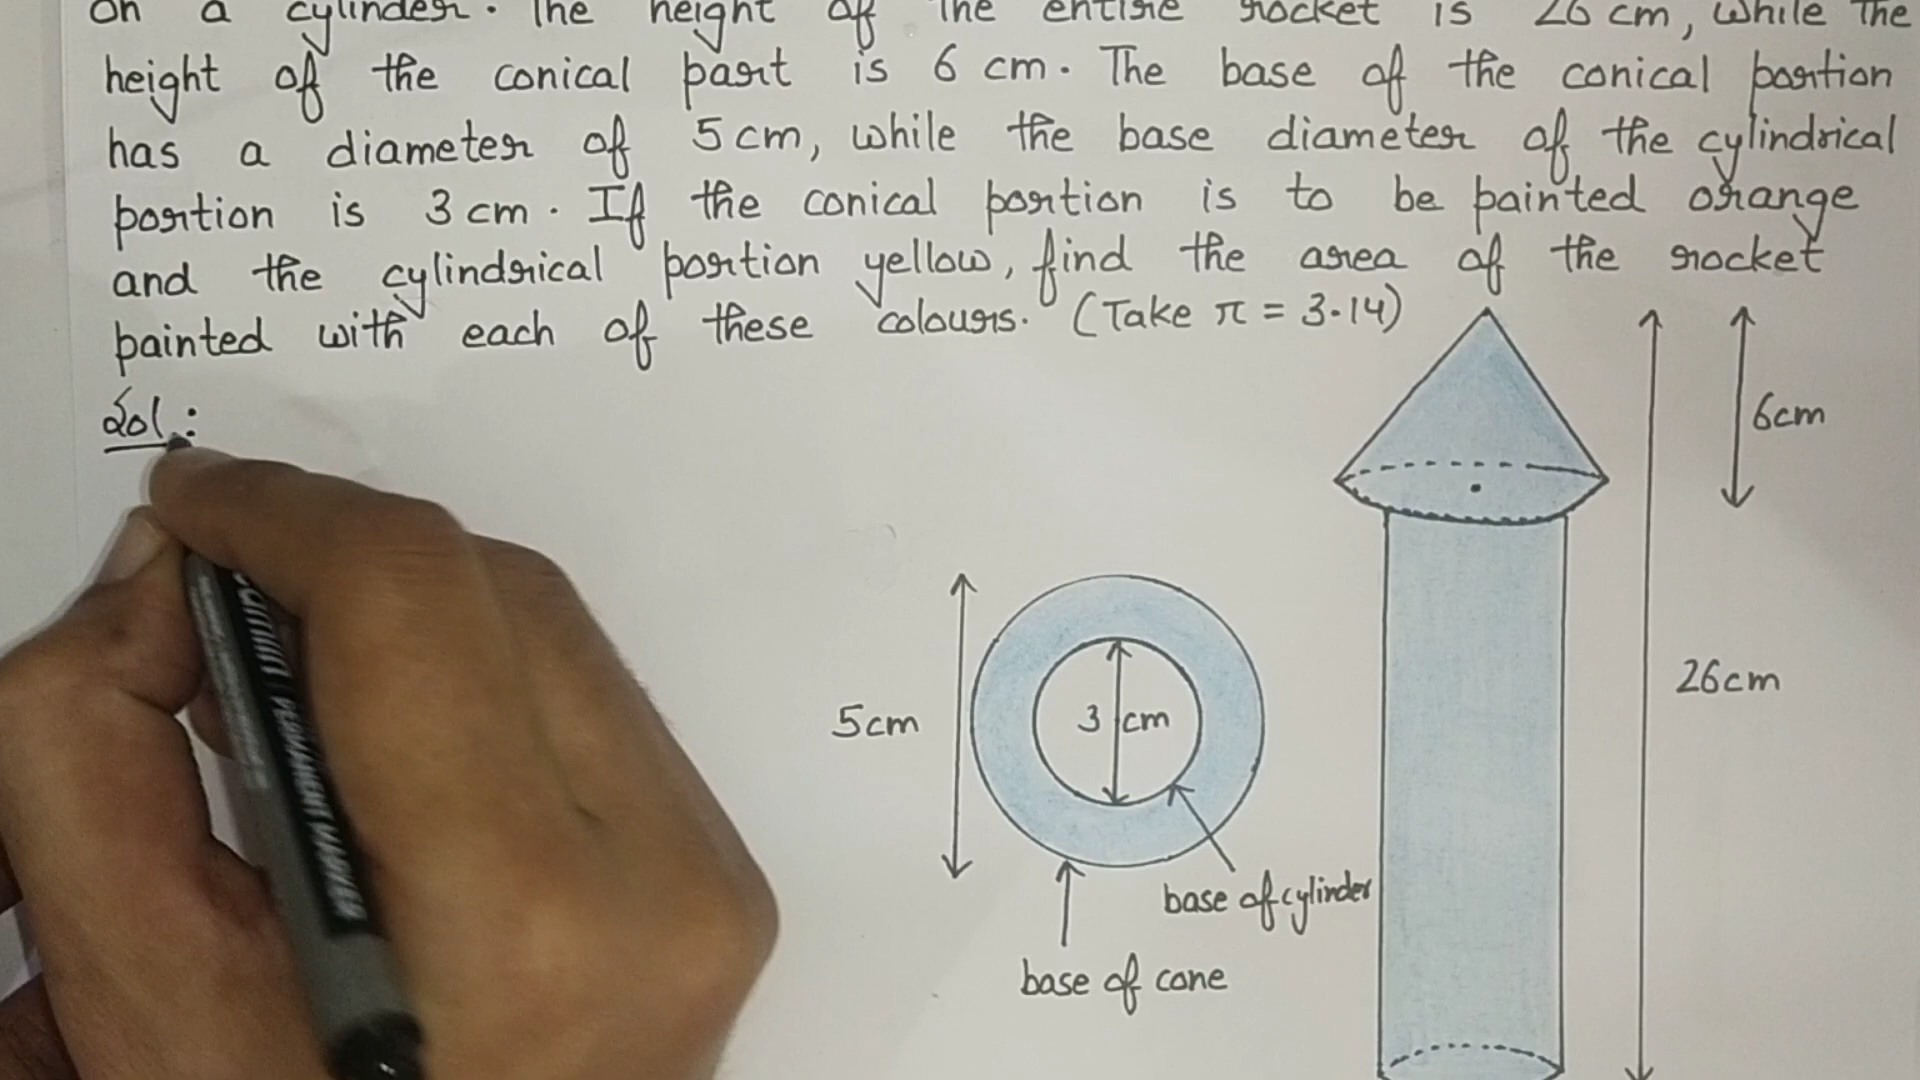 on a cylinder. The height of the entire rocket is 26 cm, while the
height of the conical part is 6 cm. The base of the conical portion
has a diameter of 5 cm, while the base diameter of the cylindrical
portion is 3 cm. If the conical portion is to be painted orange
and the cylindrical portion yellow, find the area of the rocket
painted with each of these colours. (Take π = 3.14)
Sol:
6cm
26cm
5cm
3 cm
base of cylinder
base of cone
PERMANENT MARKER